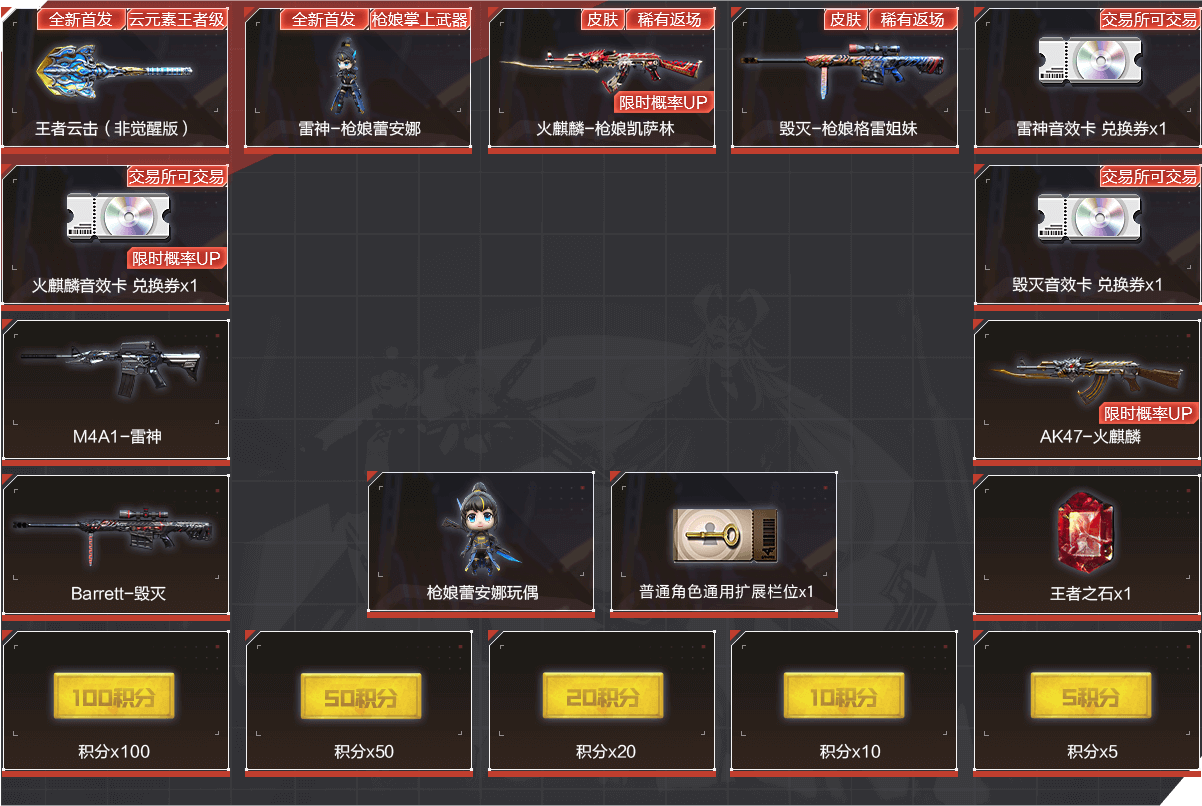 全新首发 云元素王者级
王者云击（非觉醒版）
全新首发 枪娘掌上武器
雷神-枪娘蕾安娜
皮肤 稀有返场
限时概率UP
火麒麟-枪娘凯萨林
皮肤 稀有返场
毁灭-枪娘格雷姐妹
交易所可交易
雷神音效卡 兑换券x1
交易所可交易
限时概率UP
火麒麟音效卡 兑换券x1
交易所可交易
毁灭音效卡 兑换券x1
M4A1-雷神
限时概率UP
AK47-火麒麟
Barrett-毁灭
枪娘蕾安娜玩偶
普通角色通用扩展栏位x1
王者之石x1
100积分
积分x100
50积分
积分x50
20积分
积分x20
10积分
积分x10
5积分
积分x5